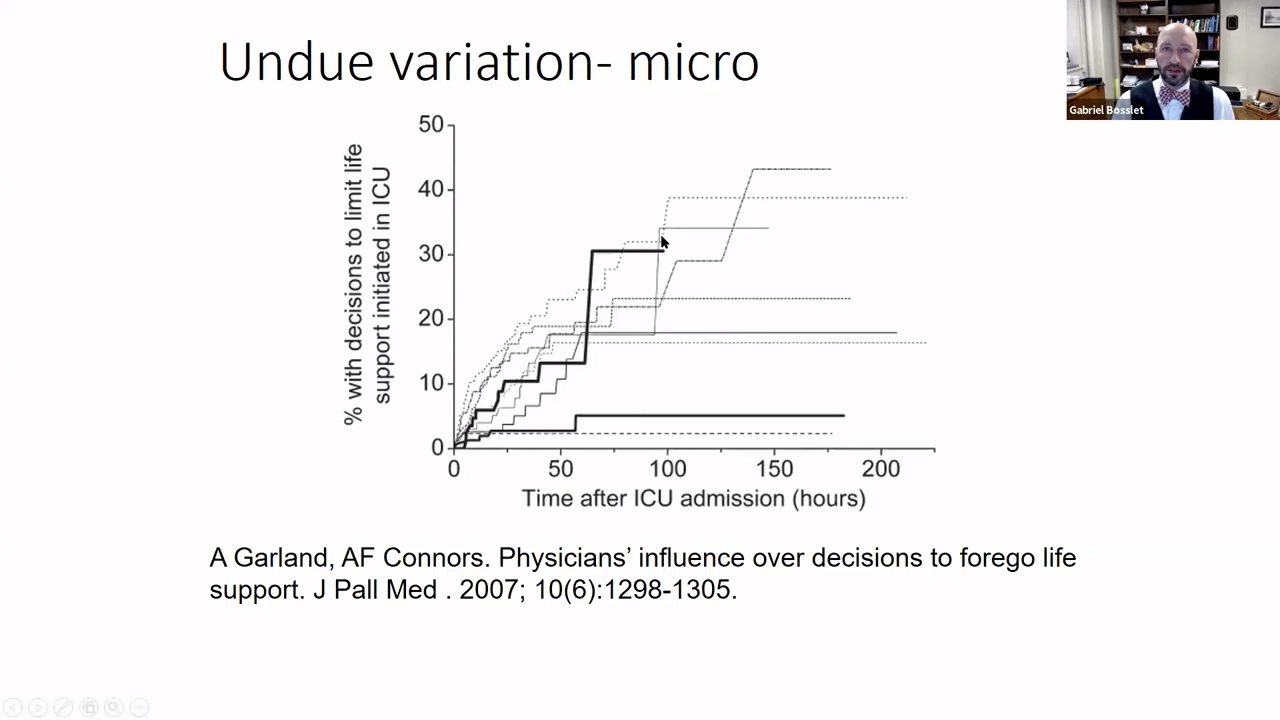 Undue variation- micro
Gabriel Bosslet
% with decisions to limit life
support initiated in ICU
50
40
30
20
10
0
0 50 100 150 200
Time after ICU admission (hours)
A Garland, AF Connors. Physicians’ influence over decisions to forego life
support. J Pall Med . 2007; 10(6):1298-1305.